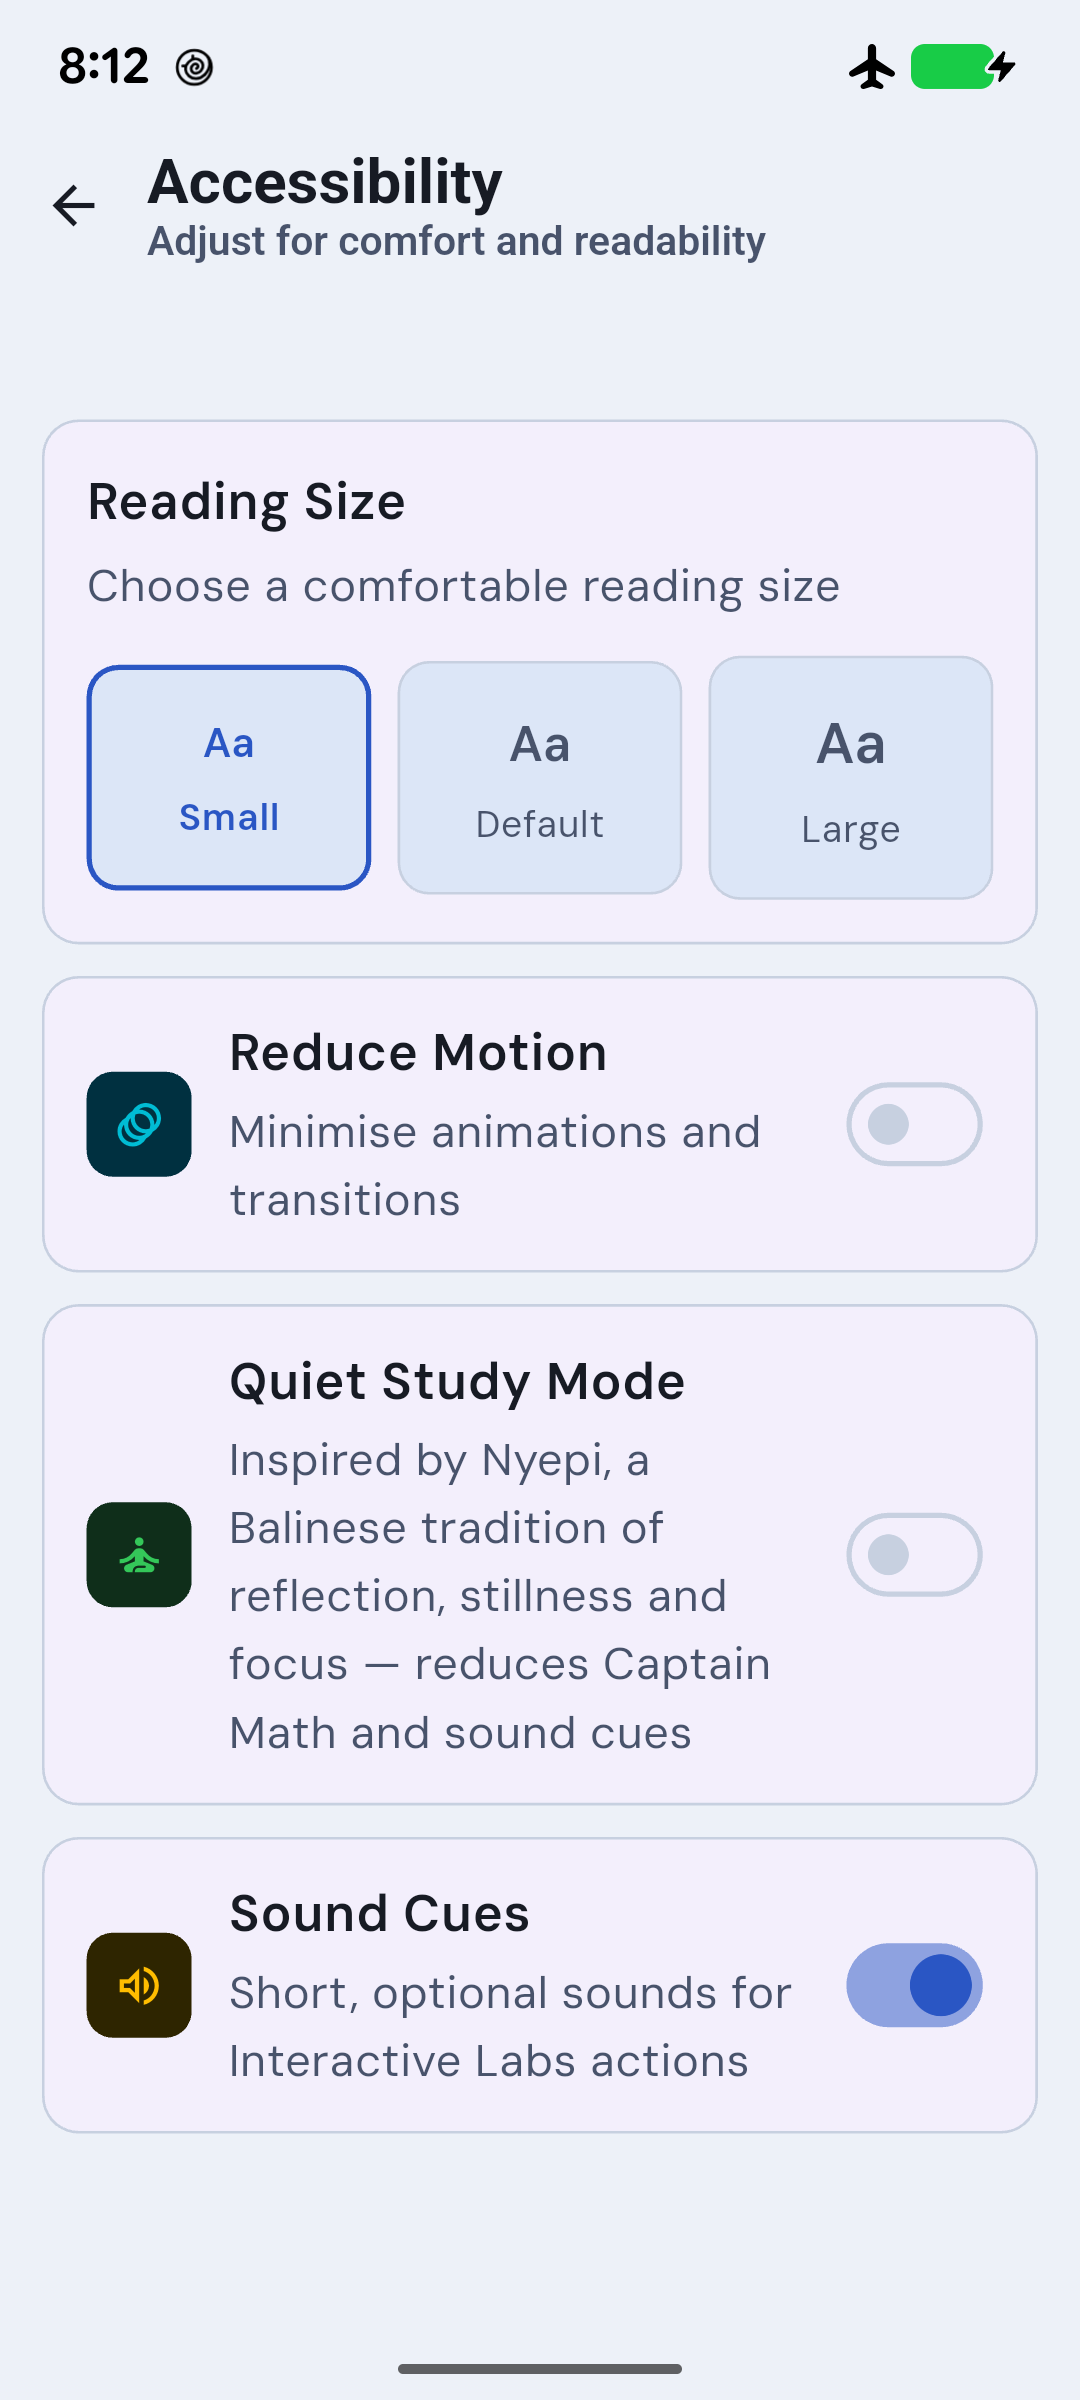 8:12
Accessibility
Adjust for comfort and readability
Reading Size
Choose a comfortable reading size
Aa
Small
Aa
Default
Aa
Large
Reduce Motion
Minimise animations and
transitions
Quiet Study Mode
Inspired by Nyepi, a
Balinese tradition of
reflection, stillness and
focus — reduces Captain
Math and sound cues
Sound Cues
Short, optional sounds for
Interactive Labs actions